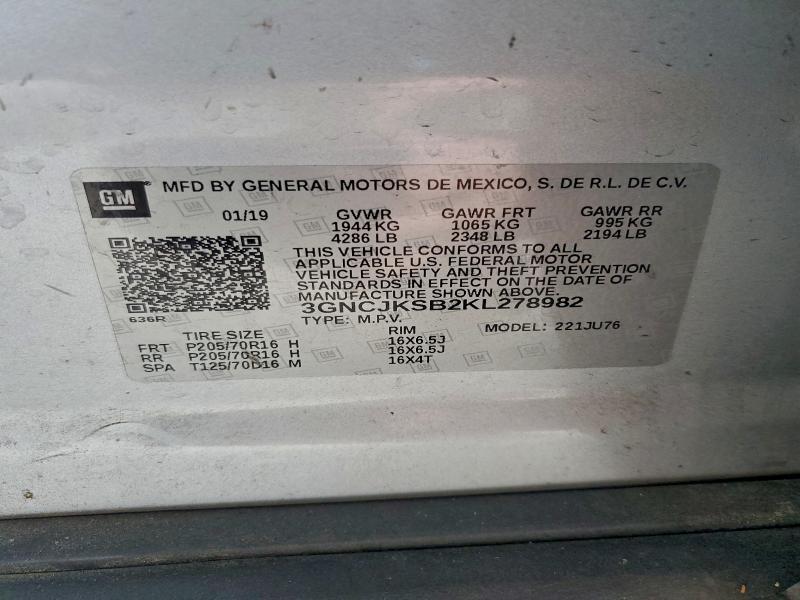 GM MFD BY GENERAL MOTORS DE MEXICO, S. DE R.L. DE C.V.
01/19 GVWR GAWR FRT GAWR RR
1944 KG 1065 KG 995 KG
4286 LB 2348 LB 2194 LB
THIS VEHICLE CONFORMS TO ALL
APPLICABLE U.S. FEDERAL MOTOR
VEHICLE SAFETY AND THEFT PREVENTION
STANDARDS IN EFFECT ON THE DATE OF
MANUFACTURE SHOWN ABOVE.
3GNCJKSB2KL278982
636R TYPE: M.P.V. MODEL: 221JU76
TIRE SIZE RIM
FRT P205/70R16 H 16X6.5J
RR P205/70R16 H 16X6.5J
SPA T125/70D16 M 16X4T